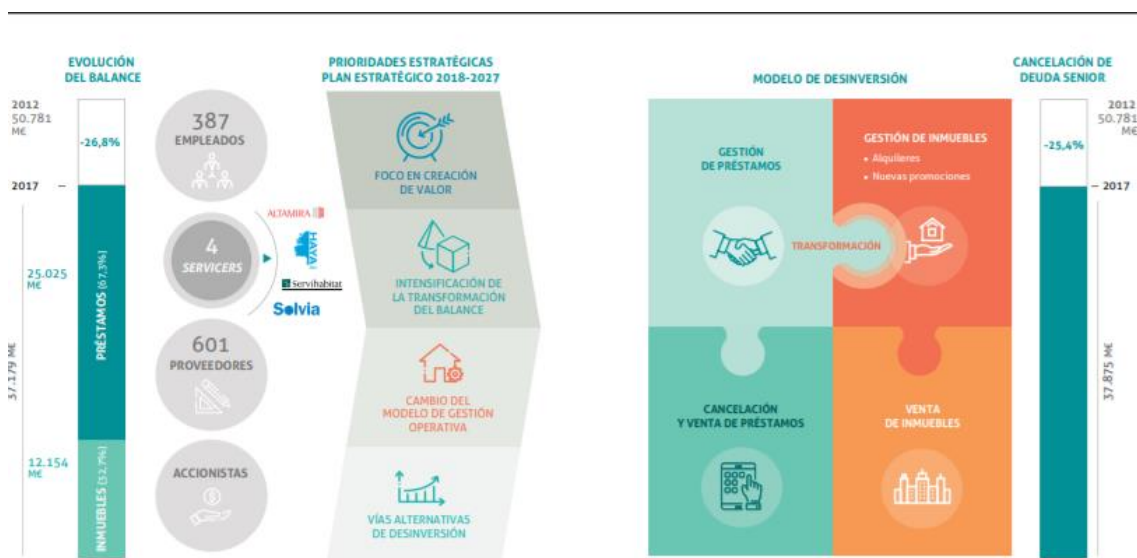 EVOLUCIÓN
DEL BALANCE
2012
50.781
M€
-26,8%
2017
37.179 M€
25.025
M€
PRÉSTAMOS (67,3%)
12.154
M€
INMUEBLES (32,7%)
387
EMPLEADOS
4
SERVICERS
ALTAMIRA
HAYA
Servihabitat
Solvia
601
PROVEEDORES
ACCIONISTAS
PRIORIDADES ESTRATÉGICAS
PLAN ESTRATÉGICO 2018-2027
FOCO EN CREACIÓN
DE VALOR
INTENSIFICACIÓN DE
LA TRANSFORMACIÓN
DEL BALANCE
CAMBIO DEL
MODELO DE GESTIÓN
OPERATIVA
VÍAS ALTERNATIVAS
DE DESINVERSIÓN
MODELO DE DESINVERSIÓN
GESTIÓN
DE PRÉSTAMOS
GESTIÓN DE INMUEBLES
• Alquileres
• Nuevas promociones
TRANSFORMACIÓN
CANCELACIÓN
Y VENTA DE PRÉSTAMOS
VENTA
DE INMUEBLES
CANCELACIÓN DE
DEUDA SENIOR
2012
50.781
M€
-25,4%
2017
37.875 M€